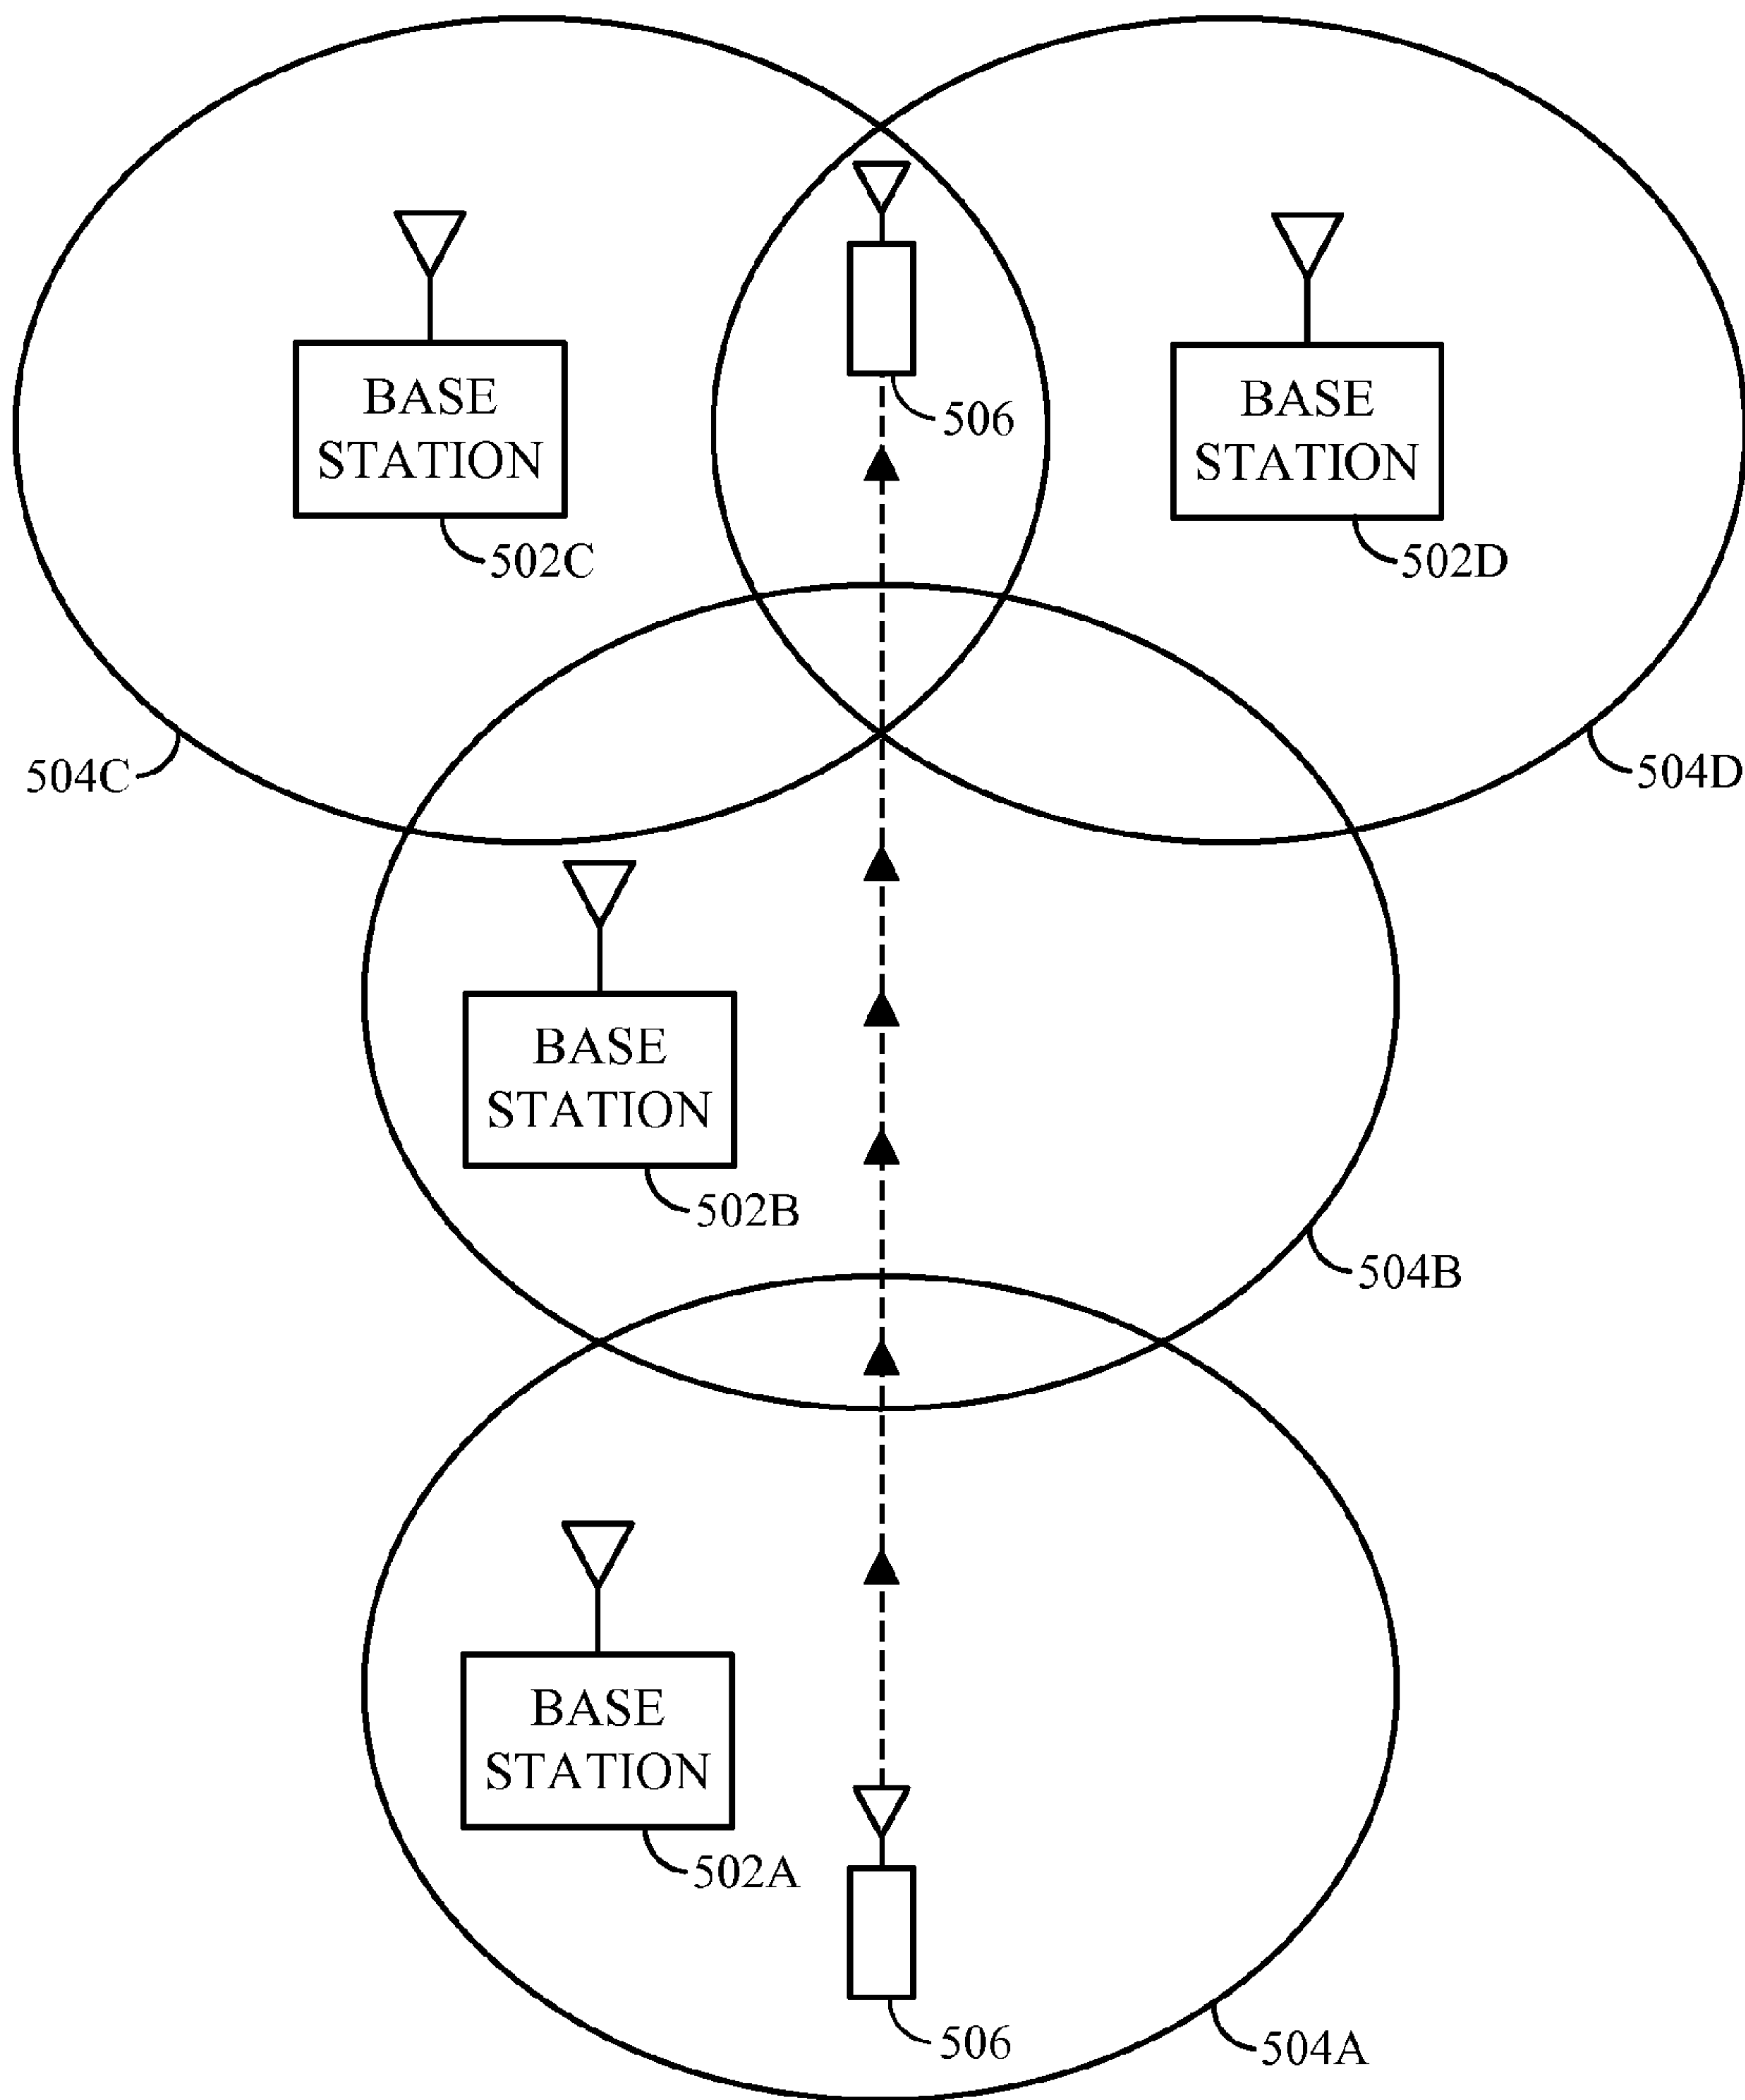 BASE
STATION
502C
506
BASE
STATION
502D
504C
504D
BASE
STATION
502B
504B
BASE
STATION
502A
506
504A